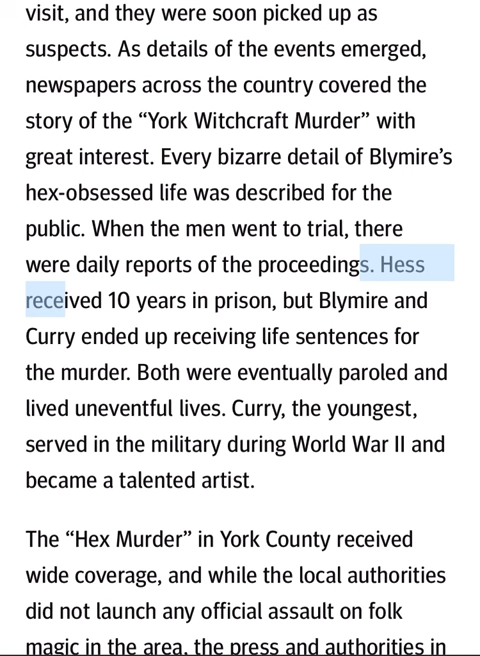 visit, and they were soon picked up as
suspects. As details of the events emerged,
newspapers across the country covered the
story of the “York Witchcraft Murder” with
great interest. Every bizarre detail of Blymire’s
hex-obsessed life was described for the
public. When the men went to trial, there
were daily reports of the proceedings. Hess
received 10 years in prison, but Blymire and
Curry ended up receiving life sentences for
the murder. Both were eventually paroled and
lived uneventful lives. Curry, the youngest,
served in the military during World War II and
became a talented artist.
The “Hex Murder” in York County received
wide coverage, and while the local authorities
did not launch any official assault on folk
magic in the area, the press and authorities in